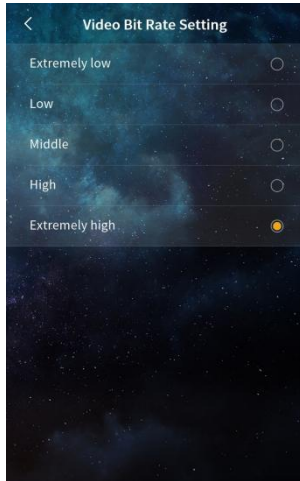 Video Bit Rate Setting
Extremely low
Low
Middle
High
Extremely high